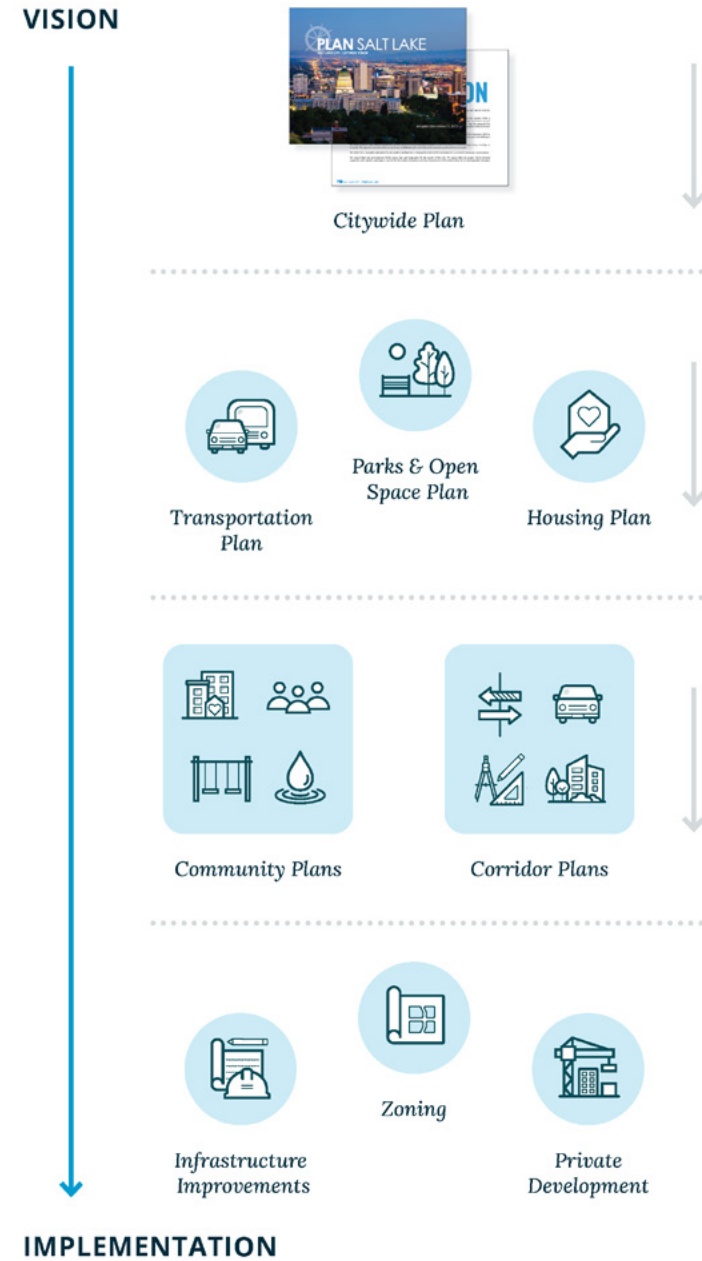 VISION
PLAN SALT LAKE
ON
Citywide Plan
Parks & Open
Space Plan
Transportation
Plan
Housing Plan
Community Plans
Corridor Plans
Zoning
Infrastructure
Improvements
Private
Development
IMPLEMENTATION